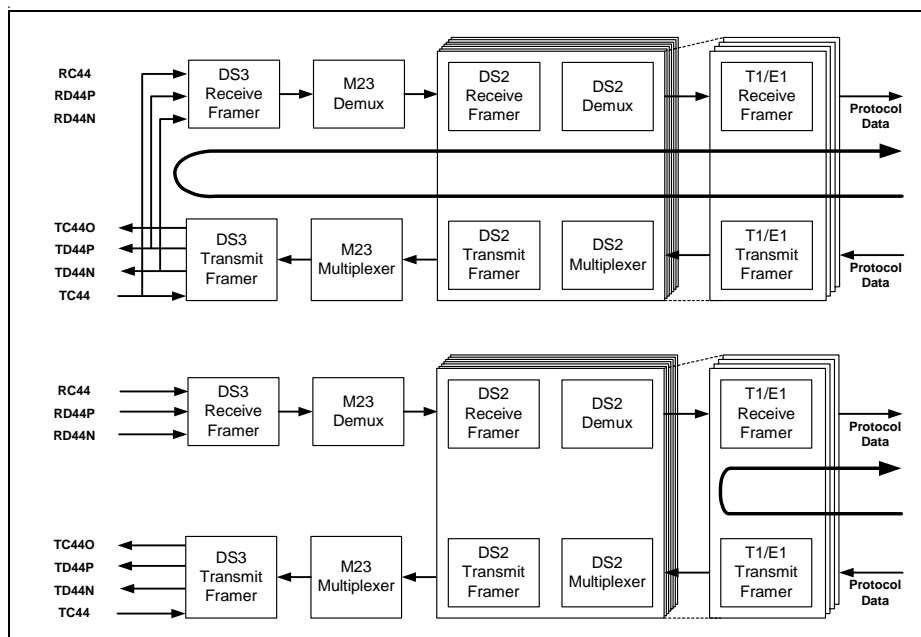 RC44
RD44P
RD44N
DS3
Receive
Framer
M23
Demux
DS2
Receive
Framer
DS2
Demux
T1/E1
Receive
Framer
Protocol
Data
TC44O
TD44P
TD44N
TC44
DS3
Transmit
Framer
M23
Multiplexer
DS2
Transmit
Framer
DS2
Multiplexer
T1/E1
Transmit
Framer
Protocol
Data
RC44
RD44P
RD44N
DS3
Receive
Framer
M23
Demux
DS2
Receive
Framer
DS2
Demux
T1/E1
Receive
Framer
Protocol
Data
TC44O
TD44P
TD44N
TC44
DS3
Transmit
Framer
M23
Multiplexer
DS2
Transmit
Framer
DS2
Multiplexer
T1/E1
Transmit
Framer
Protocol
Data